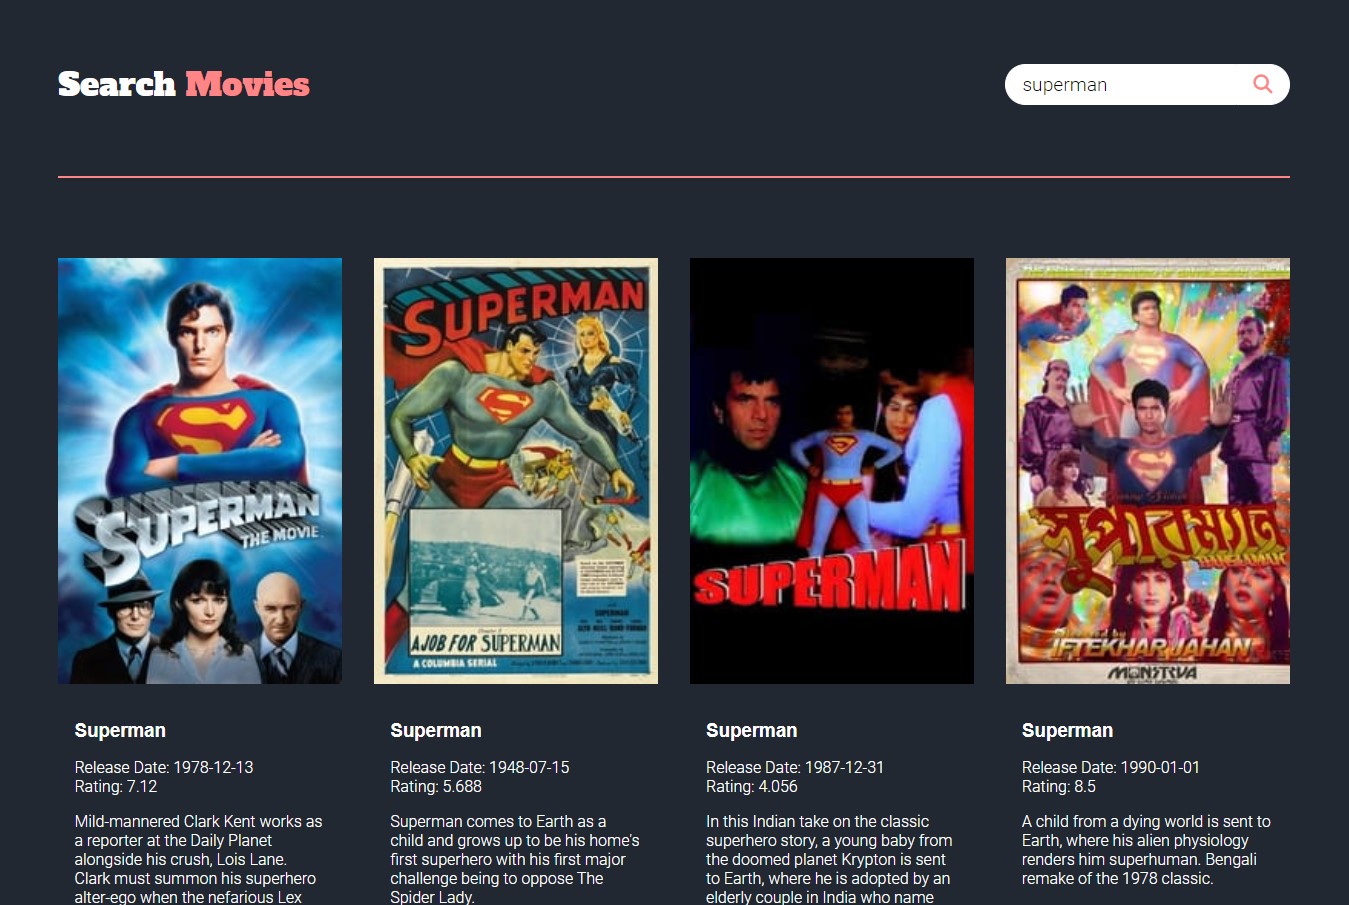 Search Movies
superman
SUPERMAN
THE MOVIE
SUPERMAN
A JOB FOR SUPERMAN
A COLUMBIA SERIAL
SUPERMAN
সুপারম্যান
Directed by
IFTEKHAR JAHAN
Superman
Release Date: 1978-12-13
Rating: 7.12
Mild-mannered Clark Kent works as
a reporter at the Daily Planet
alongside his crush, Lois Lane.
Clark must summon his superhero
alter-ego when the nefarious Lex
Superman
Release Date: 1948-07-15
Rating: 5.688
Superman comes to Earth as a
child and grows up to be his home's
first superhero with his first major
challenge being to oppose The
Spider Lady.
Superman
Release Date: 1987-12-31
Rating: 4.056
In this Indian take on the classic
superhero story, a young baby from
the doomed planet Krypton is sent
to Earth, where he is adopted by an
elderly couple in India who name
Superman
Release Date: 1990-01-01
Rating: 8.5
A child from a dying world is sent to
Earth, where his alien physiology
renders him superhuman. Bengali
remake of the 1978 classic.